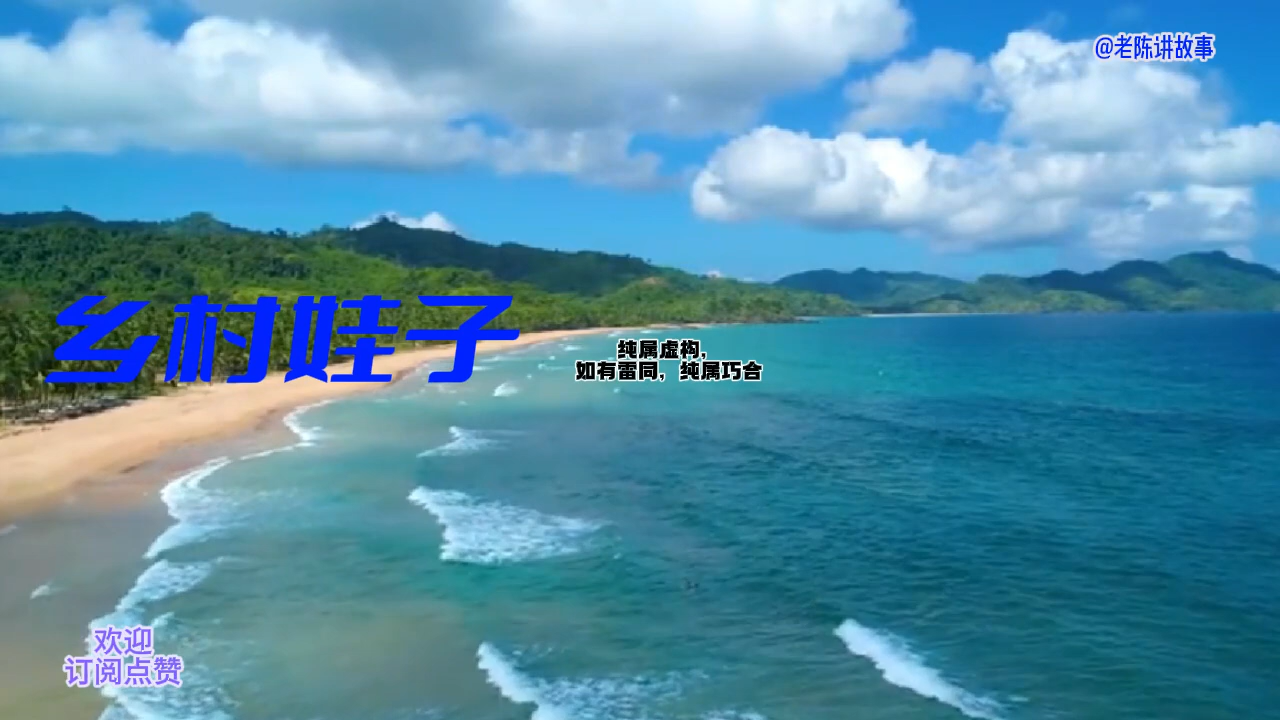 @老陈讲故事
乡村娃子
纯属虚构，
如有雷同，纯属巧合
欢迎
订阅点赞